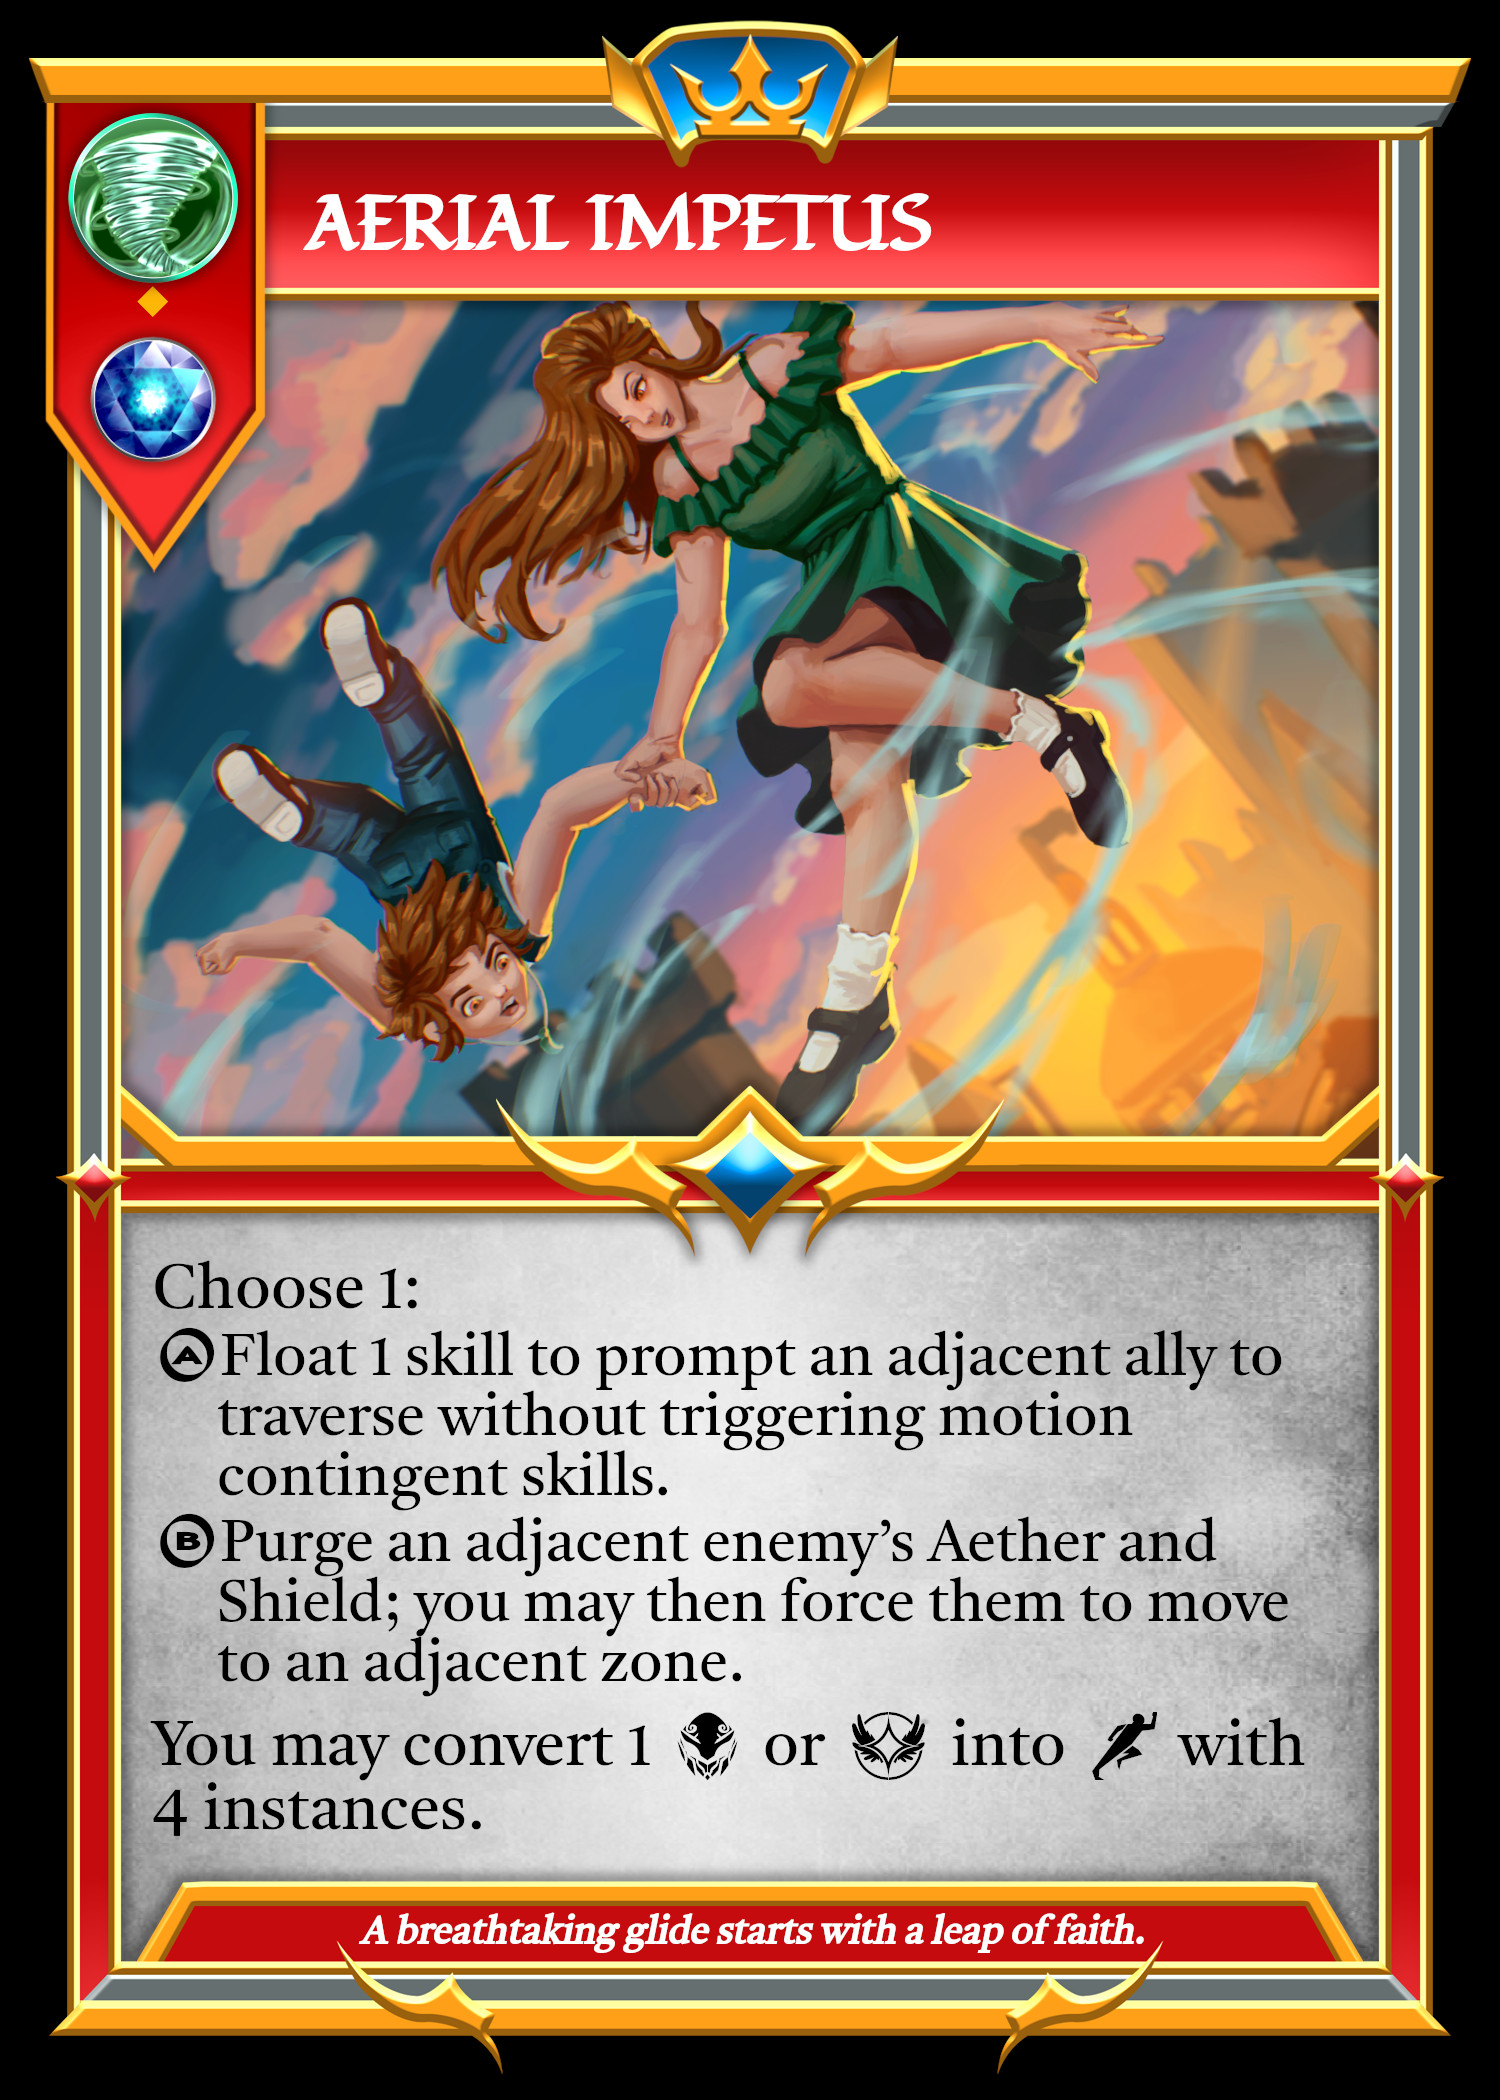 AERIAL IMPETUS
Choose 1:
A Float 1 skill to prompt an adjacent ally to
traverse without triggering motion
contingent skills.
B Purge an adjacent enemy's Aether and
Shield; you may then force them to move
to an adjacent zone.
You may convert 1 or into with
4 instances.
A breathtaking glide starts with a leap of faith.